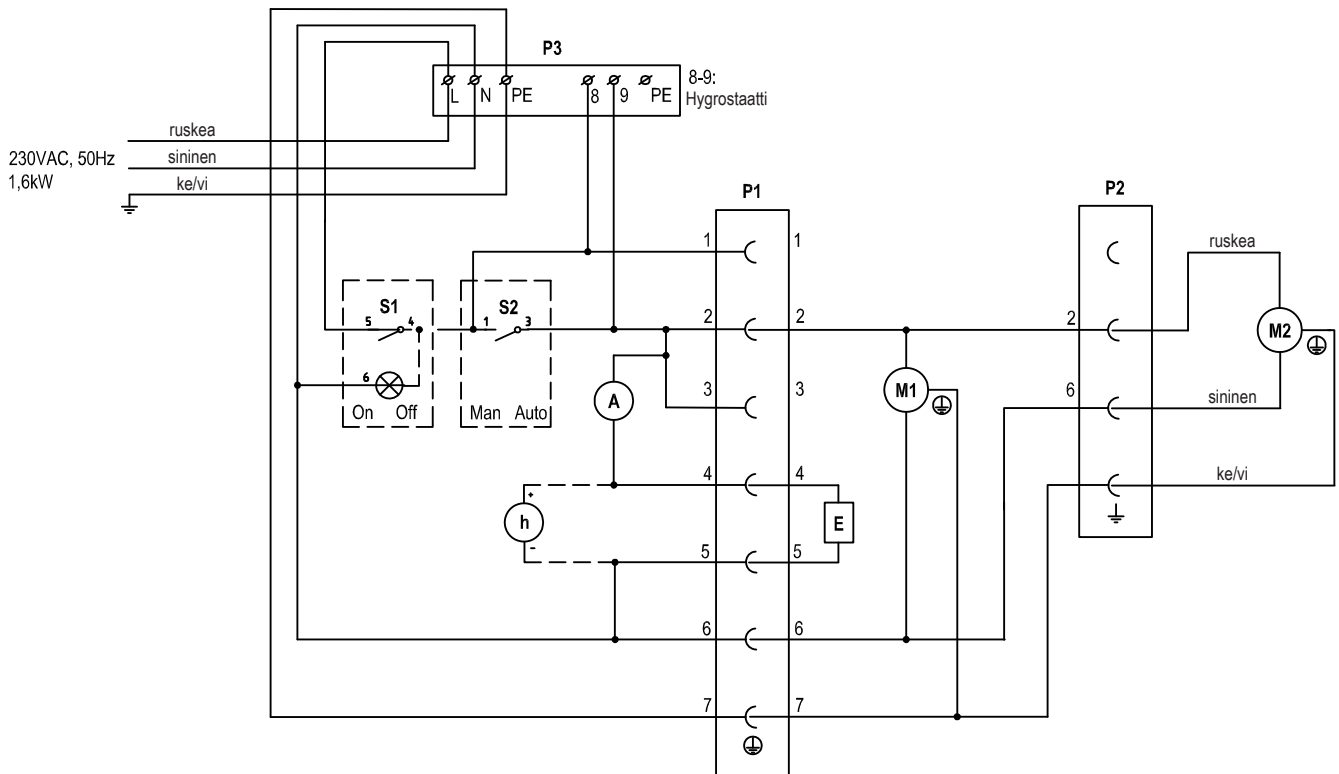 P3
L N PE 8 9 PE
8-9:
Hygrostaatti
ruskea
230VAC, 50Hz
sininen
1,6kW
ke/vi
P1
P2
1 1
ruskea
S1
S2
5 4
1 3
2 2
2
M2
6
On Off
Man Auto
A
3 3
M1
6
sininen
4 4
ke/vi
+
h
-
E
5 5
6 6
7 7